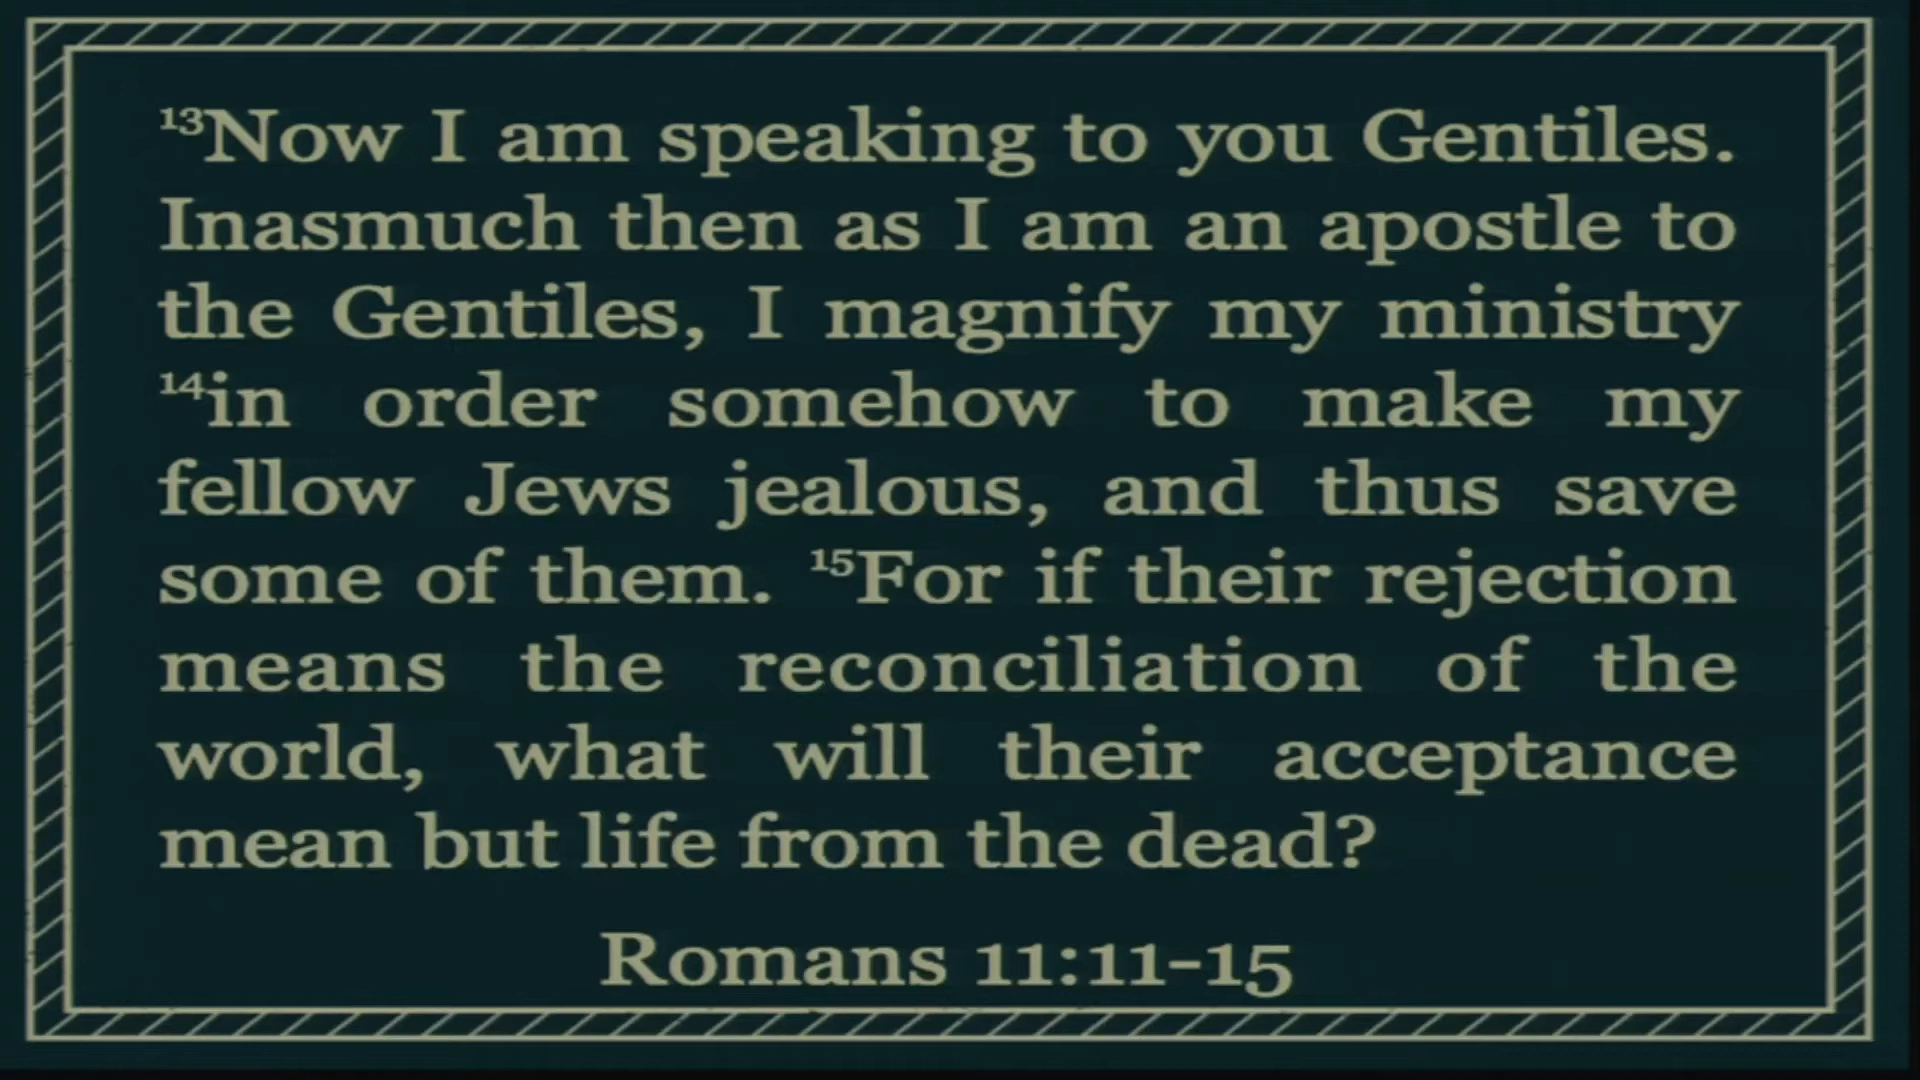 ¹³Now I am speaking to you Gentiles.
Inasmuch then as I am an apostle to
the Gentiles, I magnify my ministry
¹⁴in order somehow to make my
fellow Jews jealous, and thus save
some of them. ¹⁵For if their rejection
means the reconciliation of the
world, what will their acceptance
mean but life from the dead?
Romans 11:11-15